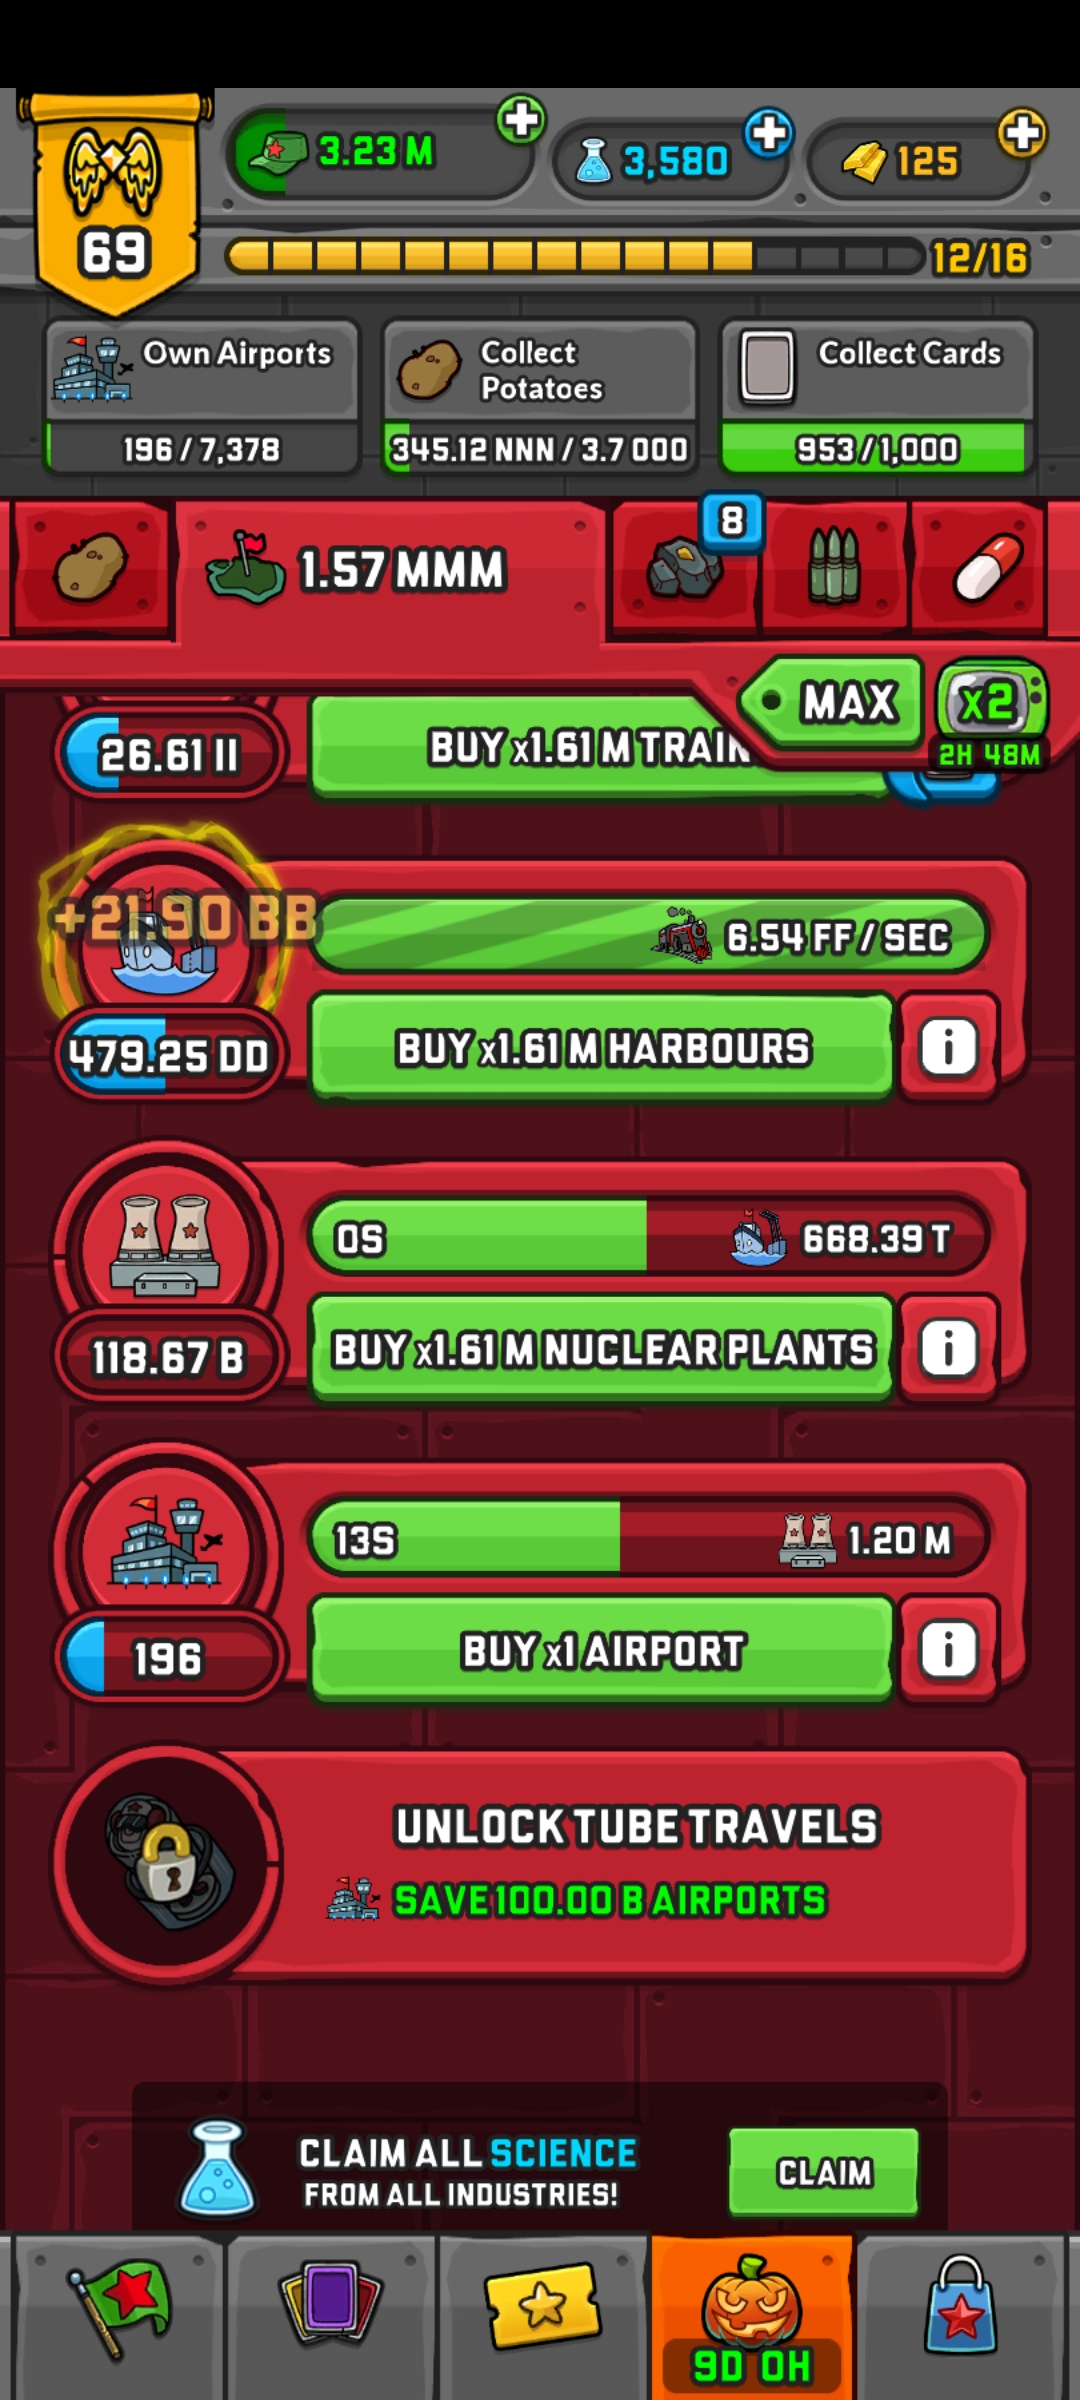 3.23 M
3,580
125
69
12/16
Own Airports
196 / 7,378
Collect
Potatoes
345.12 NNN / 3.7 OOO
Collect Cards
953 / 1,000
1.57 MMM
8
MAX
x2
2H 48M
26.61 II
BUY x1.61 M TRAIN
+21.90 BB
6.54 FF / SEC
479.25 DD
BUY x1.61 M HARBOURS
i
0S
668.39 T
118.67 B
BUY x1.61 M NUCLEAR PLANTS
i
13S
1.20 M
196
BUY x1 AIRPORT
i
UNLOCK TUBE TRAVELS
SAVE 100.00 B AIRPORTS
CLAIM ALL SCIENCE
FROM ALL INDUSTRIES!
CLAIM
9D 0H